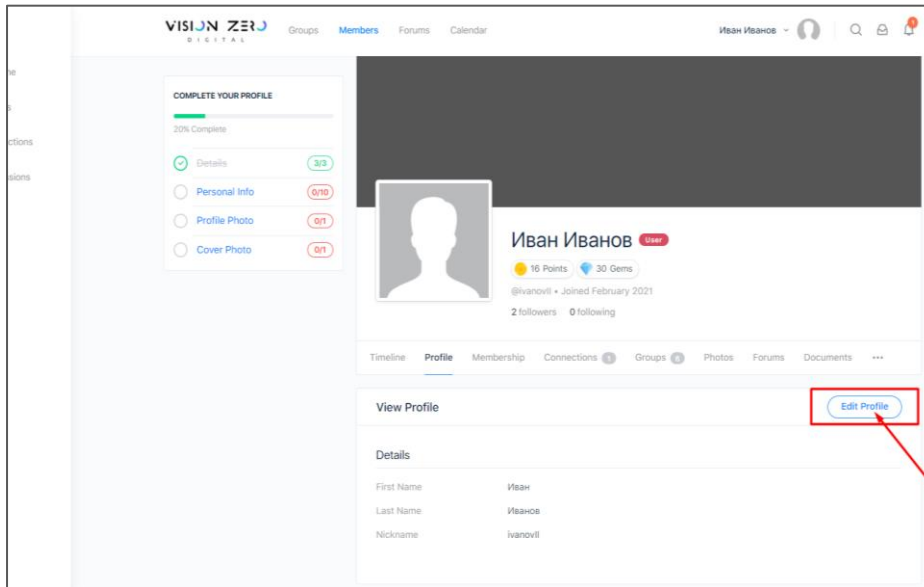 VISION ZERO
DIGITAL
Groups Members Forums Calendar
Иван Иванов
1
COMPLETE YOUR PROFILE
20% Complete
Details 3/3
Personal Info 0/10
Profile Photo 0/1
Cover Photo 0/1
Иван Иванов User
16 Points 30 Gems
@ivanovII • Joined February 2021
2 followers 0 following
Timeline Profile Membership Connections 1 Groups 6 Photos Forums Documents •••
View Profile
Edit Profile
Details
First Name Иван
Last Name Иванов
Nickname ivanovII